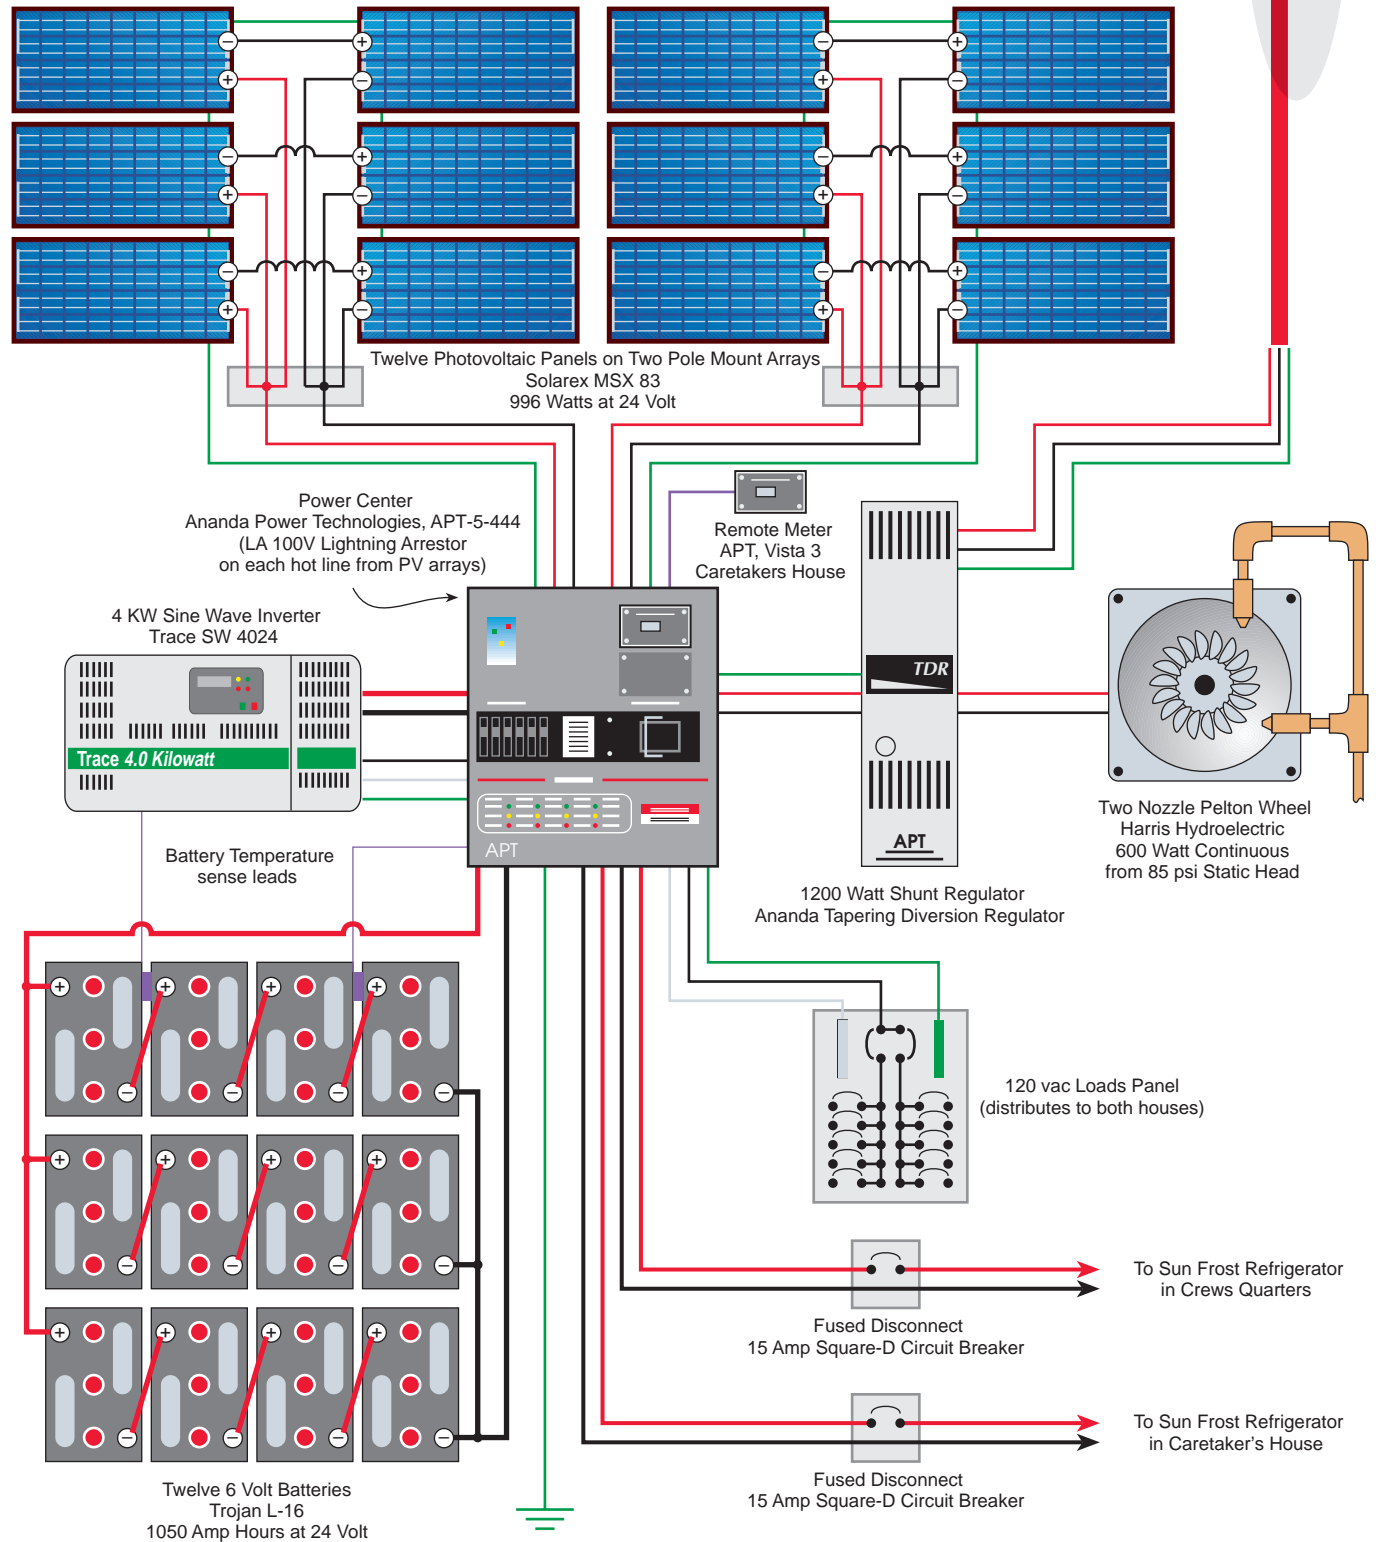 Twelve Photovoltaic Panels on Two Pole Mount Arrays
Solarex MSX 83
996 Watts at 24 Volt
Power Center
Ananda Power Technologies, APT-5-444
(LA 100V Lightning Arrestor
on each hot line from PV arrays)
Remote Meter
APT, Vista 3
Caretakers House
4 KW Sine Wave Inverter
Trace SW 4024
TDR
Trace 4.0 Kilowatt
APT
APT
Two Nozzle Pelton Wheel
Harris Hydroelectric
600 Watt Continuous
from 85 psi Static Head
Battery Temperature
sense leads
1200 Watt Shunt Regulator
Ananda Tapering Diversion Regulator
120 vac Loads Panel
(distributes to both houses)
To Sun Frost Refrigerator
in Crews Quarters
Fused Disconnect
15 Amp Square-D Circuit Breaker
To Sun Frost Refrigerator
in Caretaker's House
Fused Disconnect
15 Amp Square-D Circuit Breaker
Twelve 6 Volt Batteries
Trojan L-16
1050 Amp Hours at 24 Volt